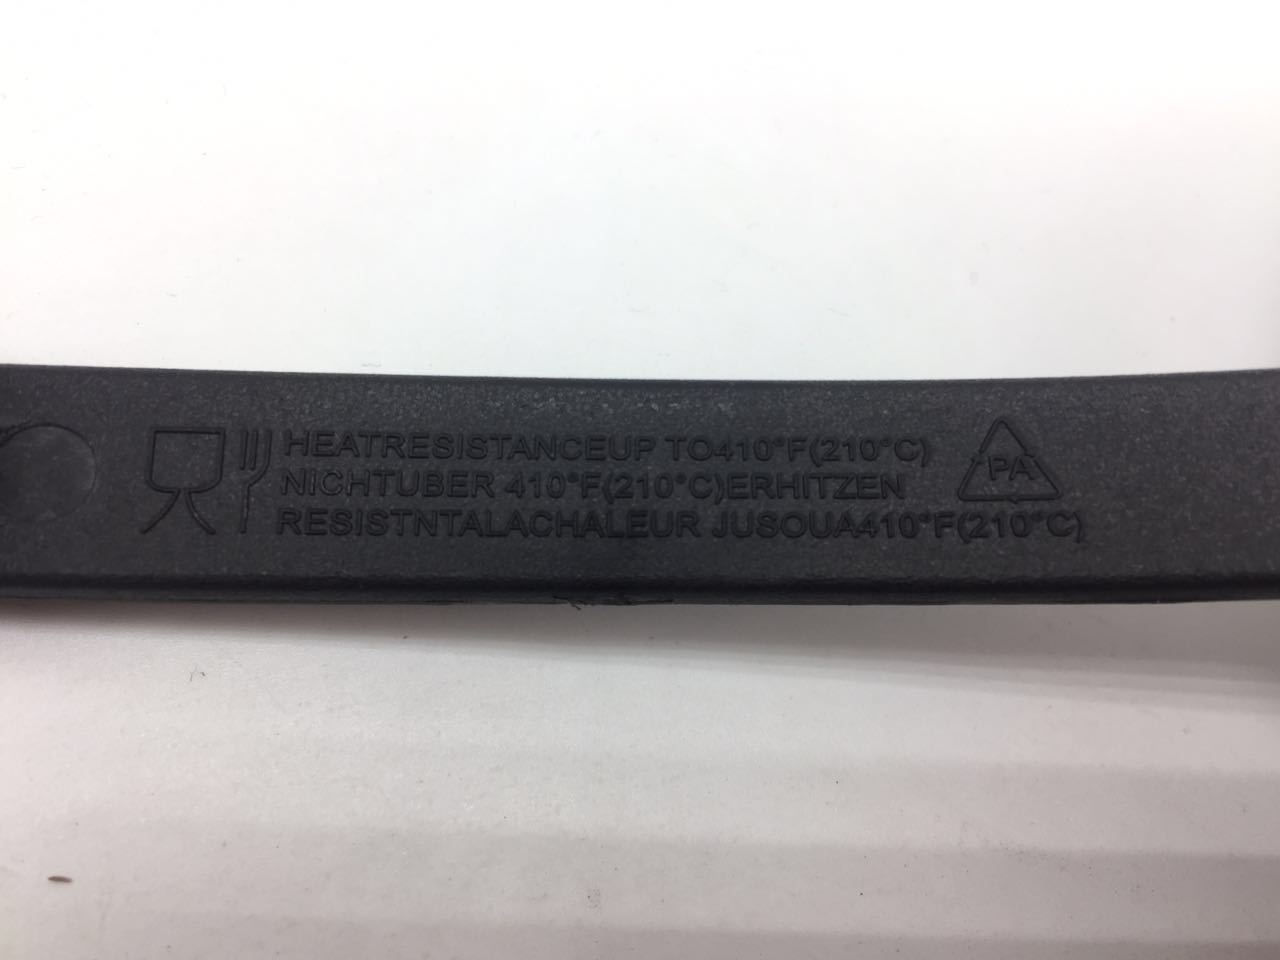 HEATRESISTANCEUP TO410°F(210°C)
NICHTUBER 410°F(210°C)ERHITZEN
RESISTNTALACHALEUR JUSOUA410°F(210°C)
PA